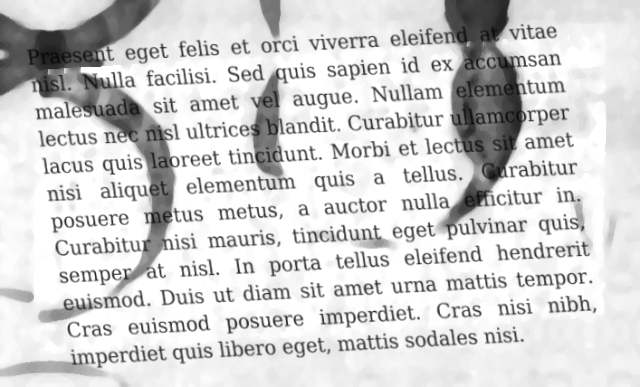 Praesent eget felis et orci viverra eleifend at vitae
nisl. Nulla facilisi. Sed quis sapien id ex accumsan
malesuada sit amet vel augue. Nullam elementum
lectus nec nisl ultrices blandit. Curabitur ullamcorper
lacus quis laoreet tincidunt. Morbi et lectus sit amet
nisi aliquet elementum quis a tellus. Curabitur
posuere metus metus, a auctor nulla efficitur in.
Curabitur nisi mauris, tincidunt eget pulvinar quis,
semper at nisl. In porta tellus eleifend hendrerit
euismod. Duis ut diam sit amet urna mattis tempor.
Cras euismod posuere imperdiet. Cras nisi nibh,
imperdiet quis libero eget, mattis sodales nisi.